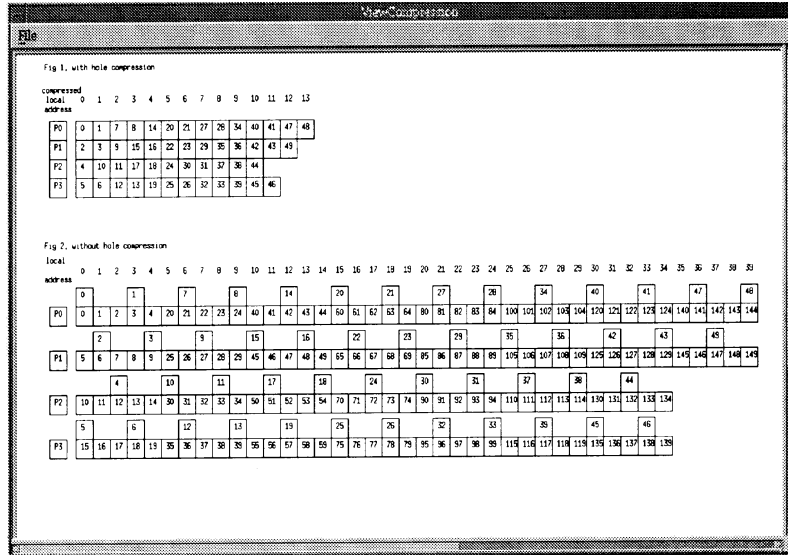 ViewCompression
File
Fig 1, with hole compression
compressed
local 0 1 2 3 4 5 6 7 8 9 10 11 12 13
address
P0 0 1 7 8 14 20 21 27 28 34 40 41 47 48
P1 2 3 9 15 16 22 23 29 35 36 42 43 49
P2 4 10 11 17 18 24 30 31 37 38 44
P3 5 6 12 13 19 25 26 32 33 39 45 46
Fig 2, without hole compression
local
0 1 2 3 4 5 6 7 8 9 10 11 12 13 14 15 16 17 18 19 20 21 22 23 24 25 26 27 28 29 30 31 32 33 34 35 36 37 38 39
address
0 1 7 8 14 20 21 27 28 34 40 41 47 48
P0 0 1 2 3 4 20 21 22 23 24 40 41 42 43 44 60 61 62 63 64 80 81 82 83 84 100 101 102 103 104 120 121 122 123 124 140 141 142 143 144
2 3 9 15 16 22 23 29 35 36 42 43 49
P1 5 6 7 8 9 25 26 27 28 29 45 46 47 48 49 65 66 67 68 69 85 86 87 88 89 105 106 107 108 109 125 126 127 128 129 145 146 147 148 149
4 10 11 17 18 24 30 31 37 38 44
P2 10 11 12 13 14 30 31 32 33 34 50 51 52 53 54 70 71 72 73 74 90 91 92 93 94 110 111 112 113 114 130 131 132 133 134
5 6 12 13 19 25 26 32 33 39 45 46
P3 15 16 17 18 19 35 36 37 38 39 55 56 57 58 59 75 76 77 78 79 95 96 97 98 99 115 116 117 118 119 135 136 137 138 139